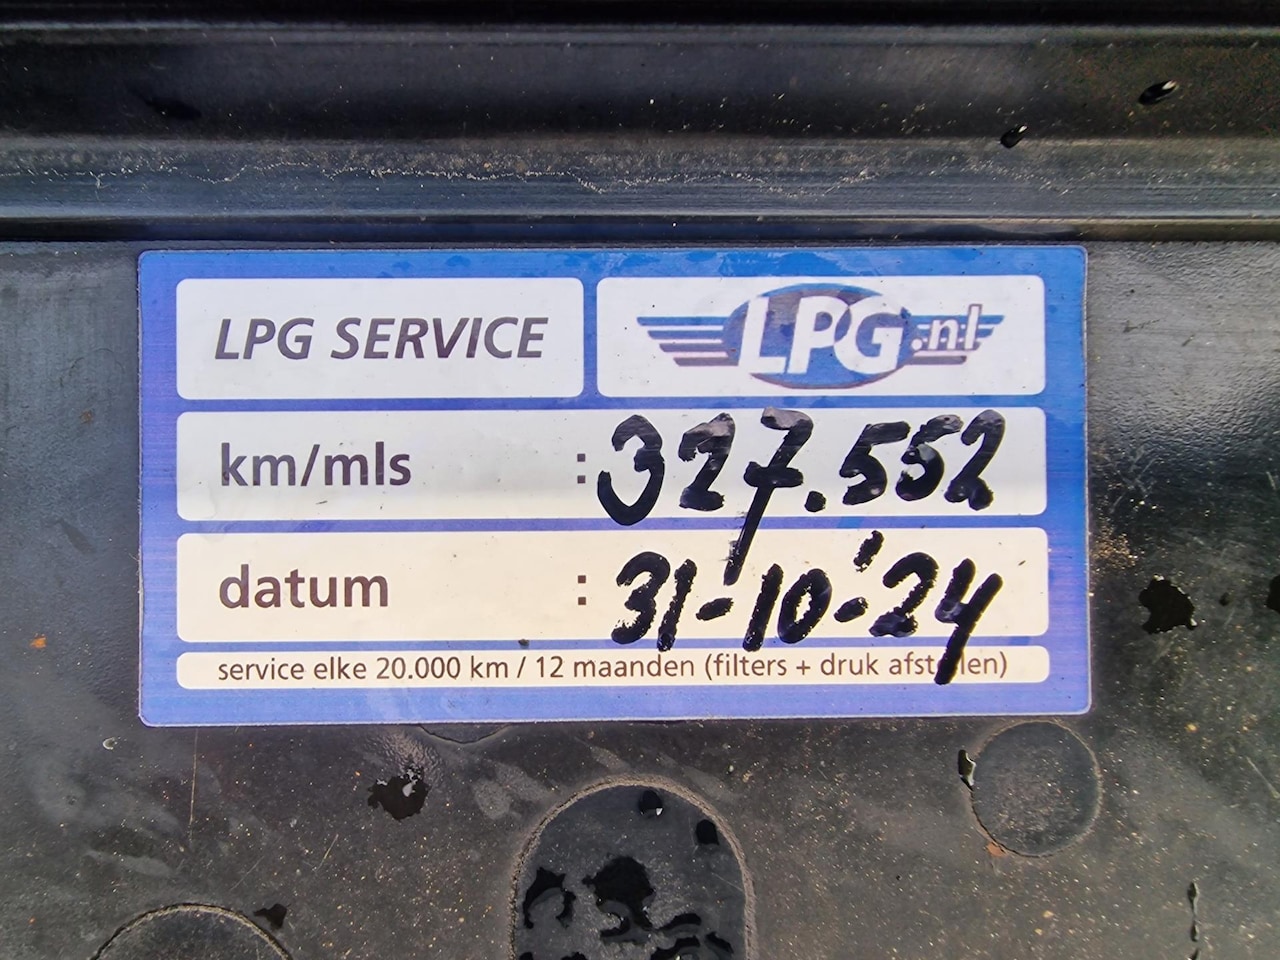 LPG SERVICE
LPG.nl
km/mls : 327.552
datum : 31-10-'24
service elke 20.000 km / 12 maanden (filters + druk afstellen)